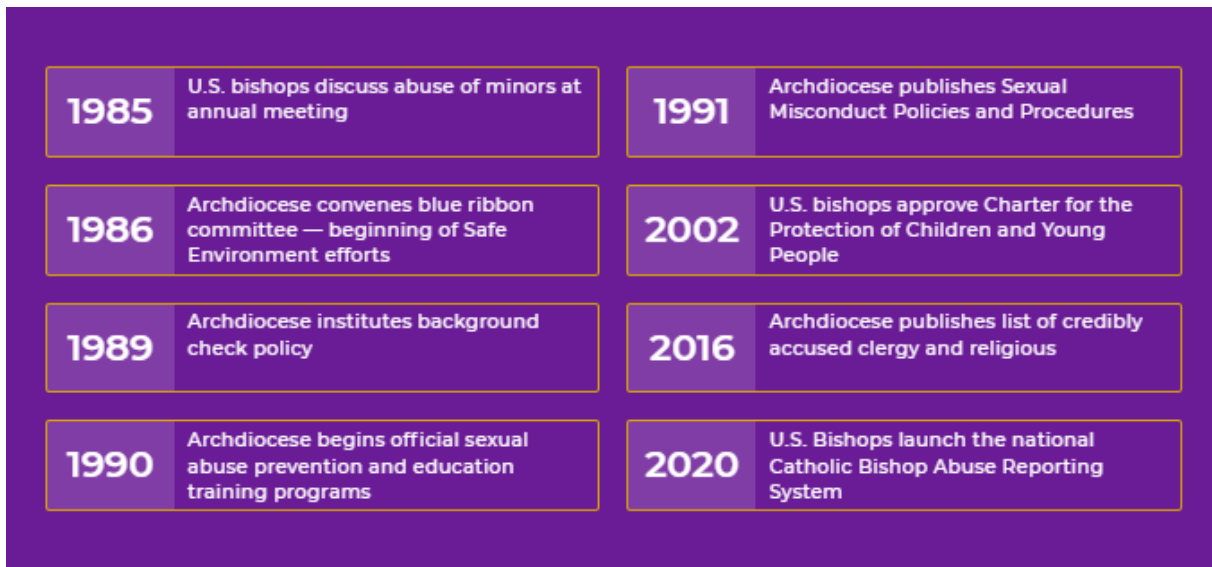 1985
U.S. bishops discuss abuse of minors at
annual meeting
1986
Archdiocese convenes blue ribbon
committee — beginning of Safe
Environment efforts
1989
Archdiocese institutes background
check policy
1990
Archdiocese begins official sexual
abuse prevention and education
training programs
1991
Archdiocese publishes Sexual
Misconduct Policies and Procedures
2002
U.S. bishops approve Charter for the
Protection of Children and Young
People
2016
Archdiocese publishes list of credibly
accused clergy and religious
2020
U.S. Bishops launch the national
Catholic Bishop Abuse Reporting
System